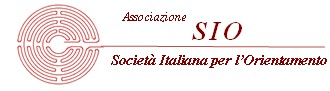 Associazione
SIO
Società Italiana per l'Orientamento